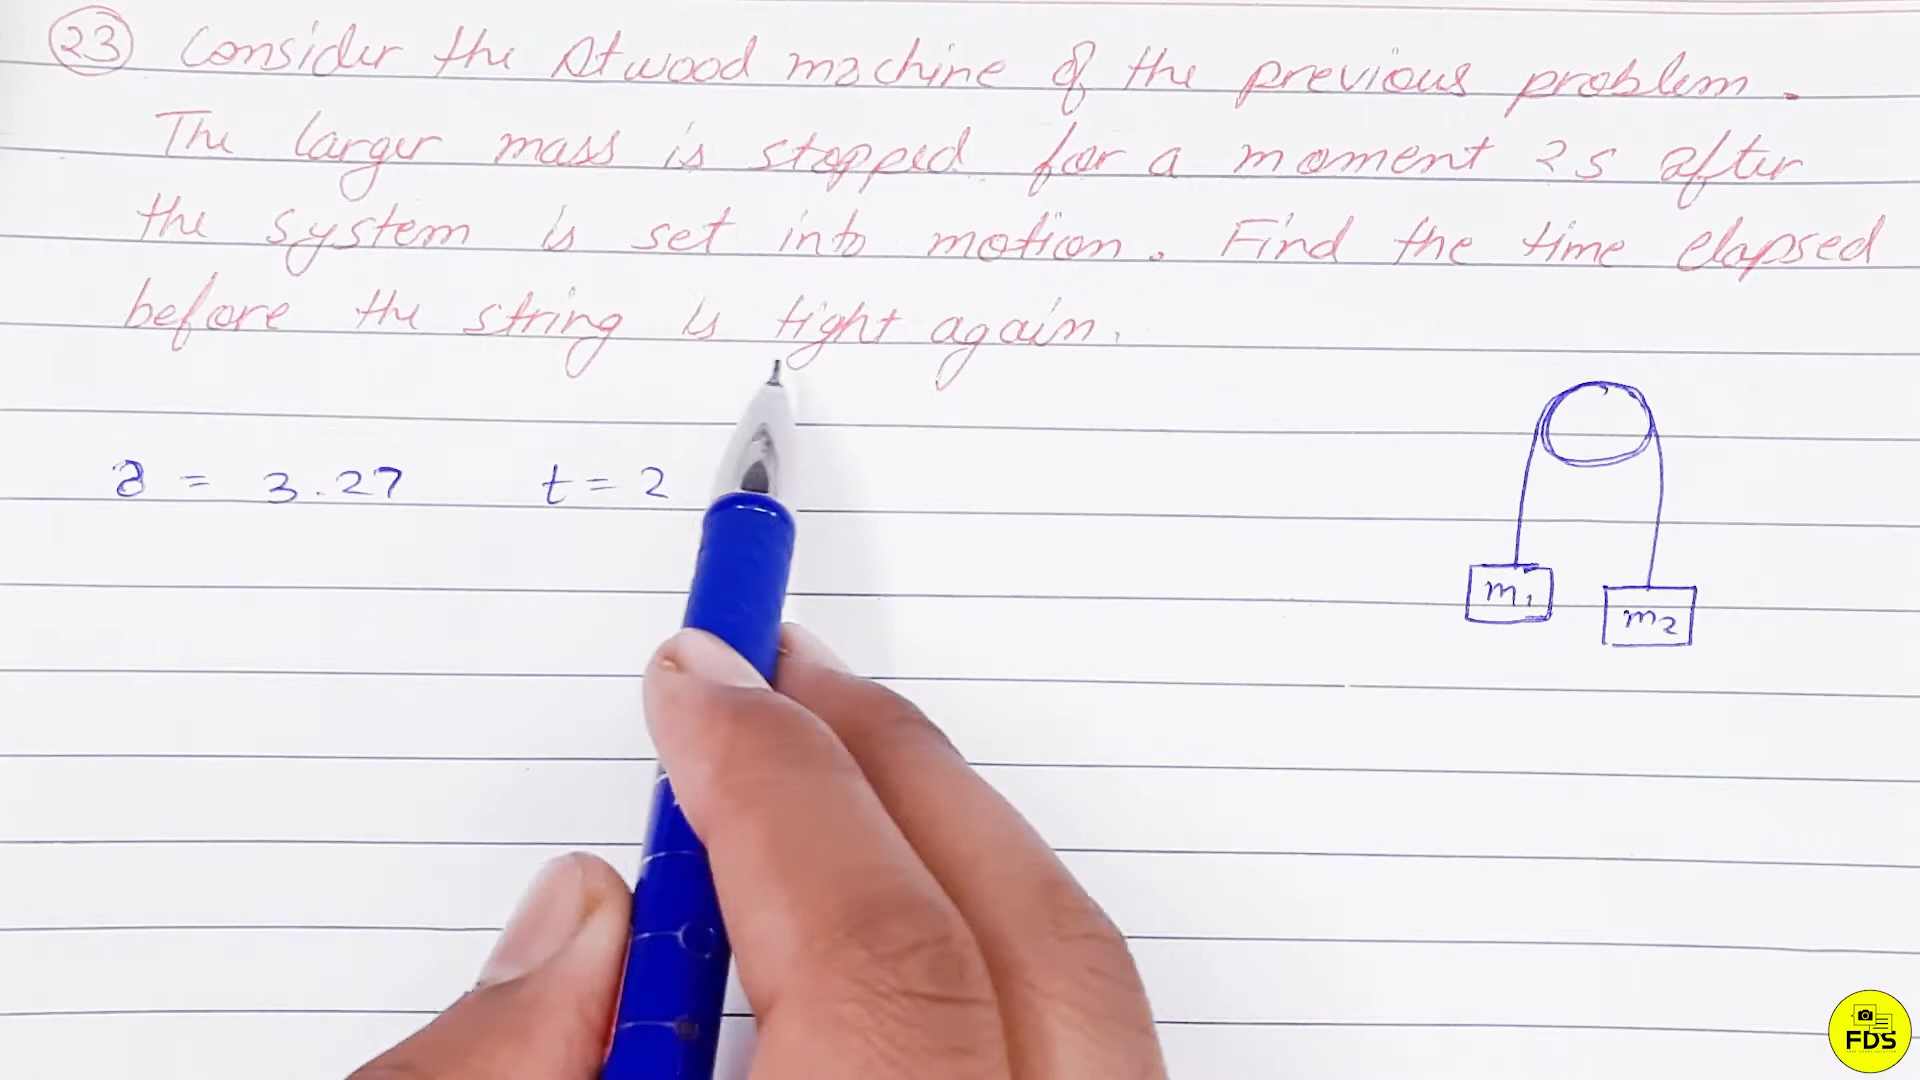 23 Consider the Atwood machine of the previous problem.
The larger mass is stopped for a moment 2s after
the system is set into motion. Find the time elapsed
before the string is tight again.
a = 3.27 t = 2
m1
m2
FDS